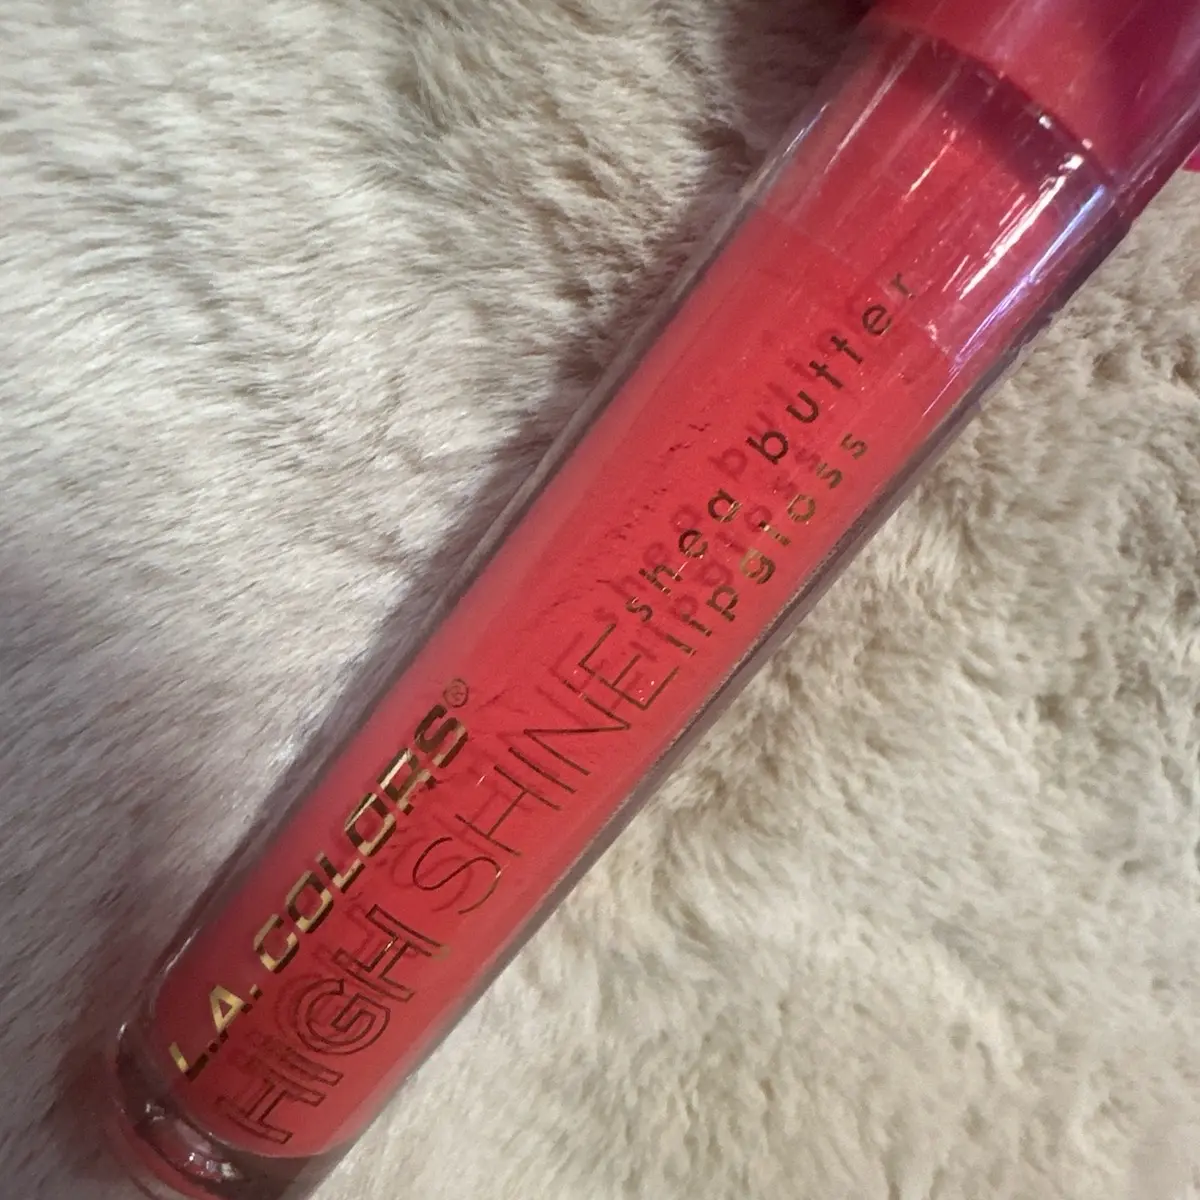 L.A. COLORS®
HIGH SHINE
shea butter
lipgloss